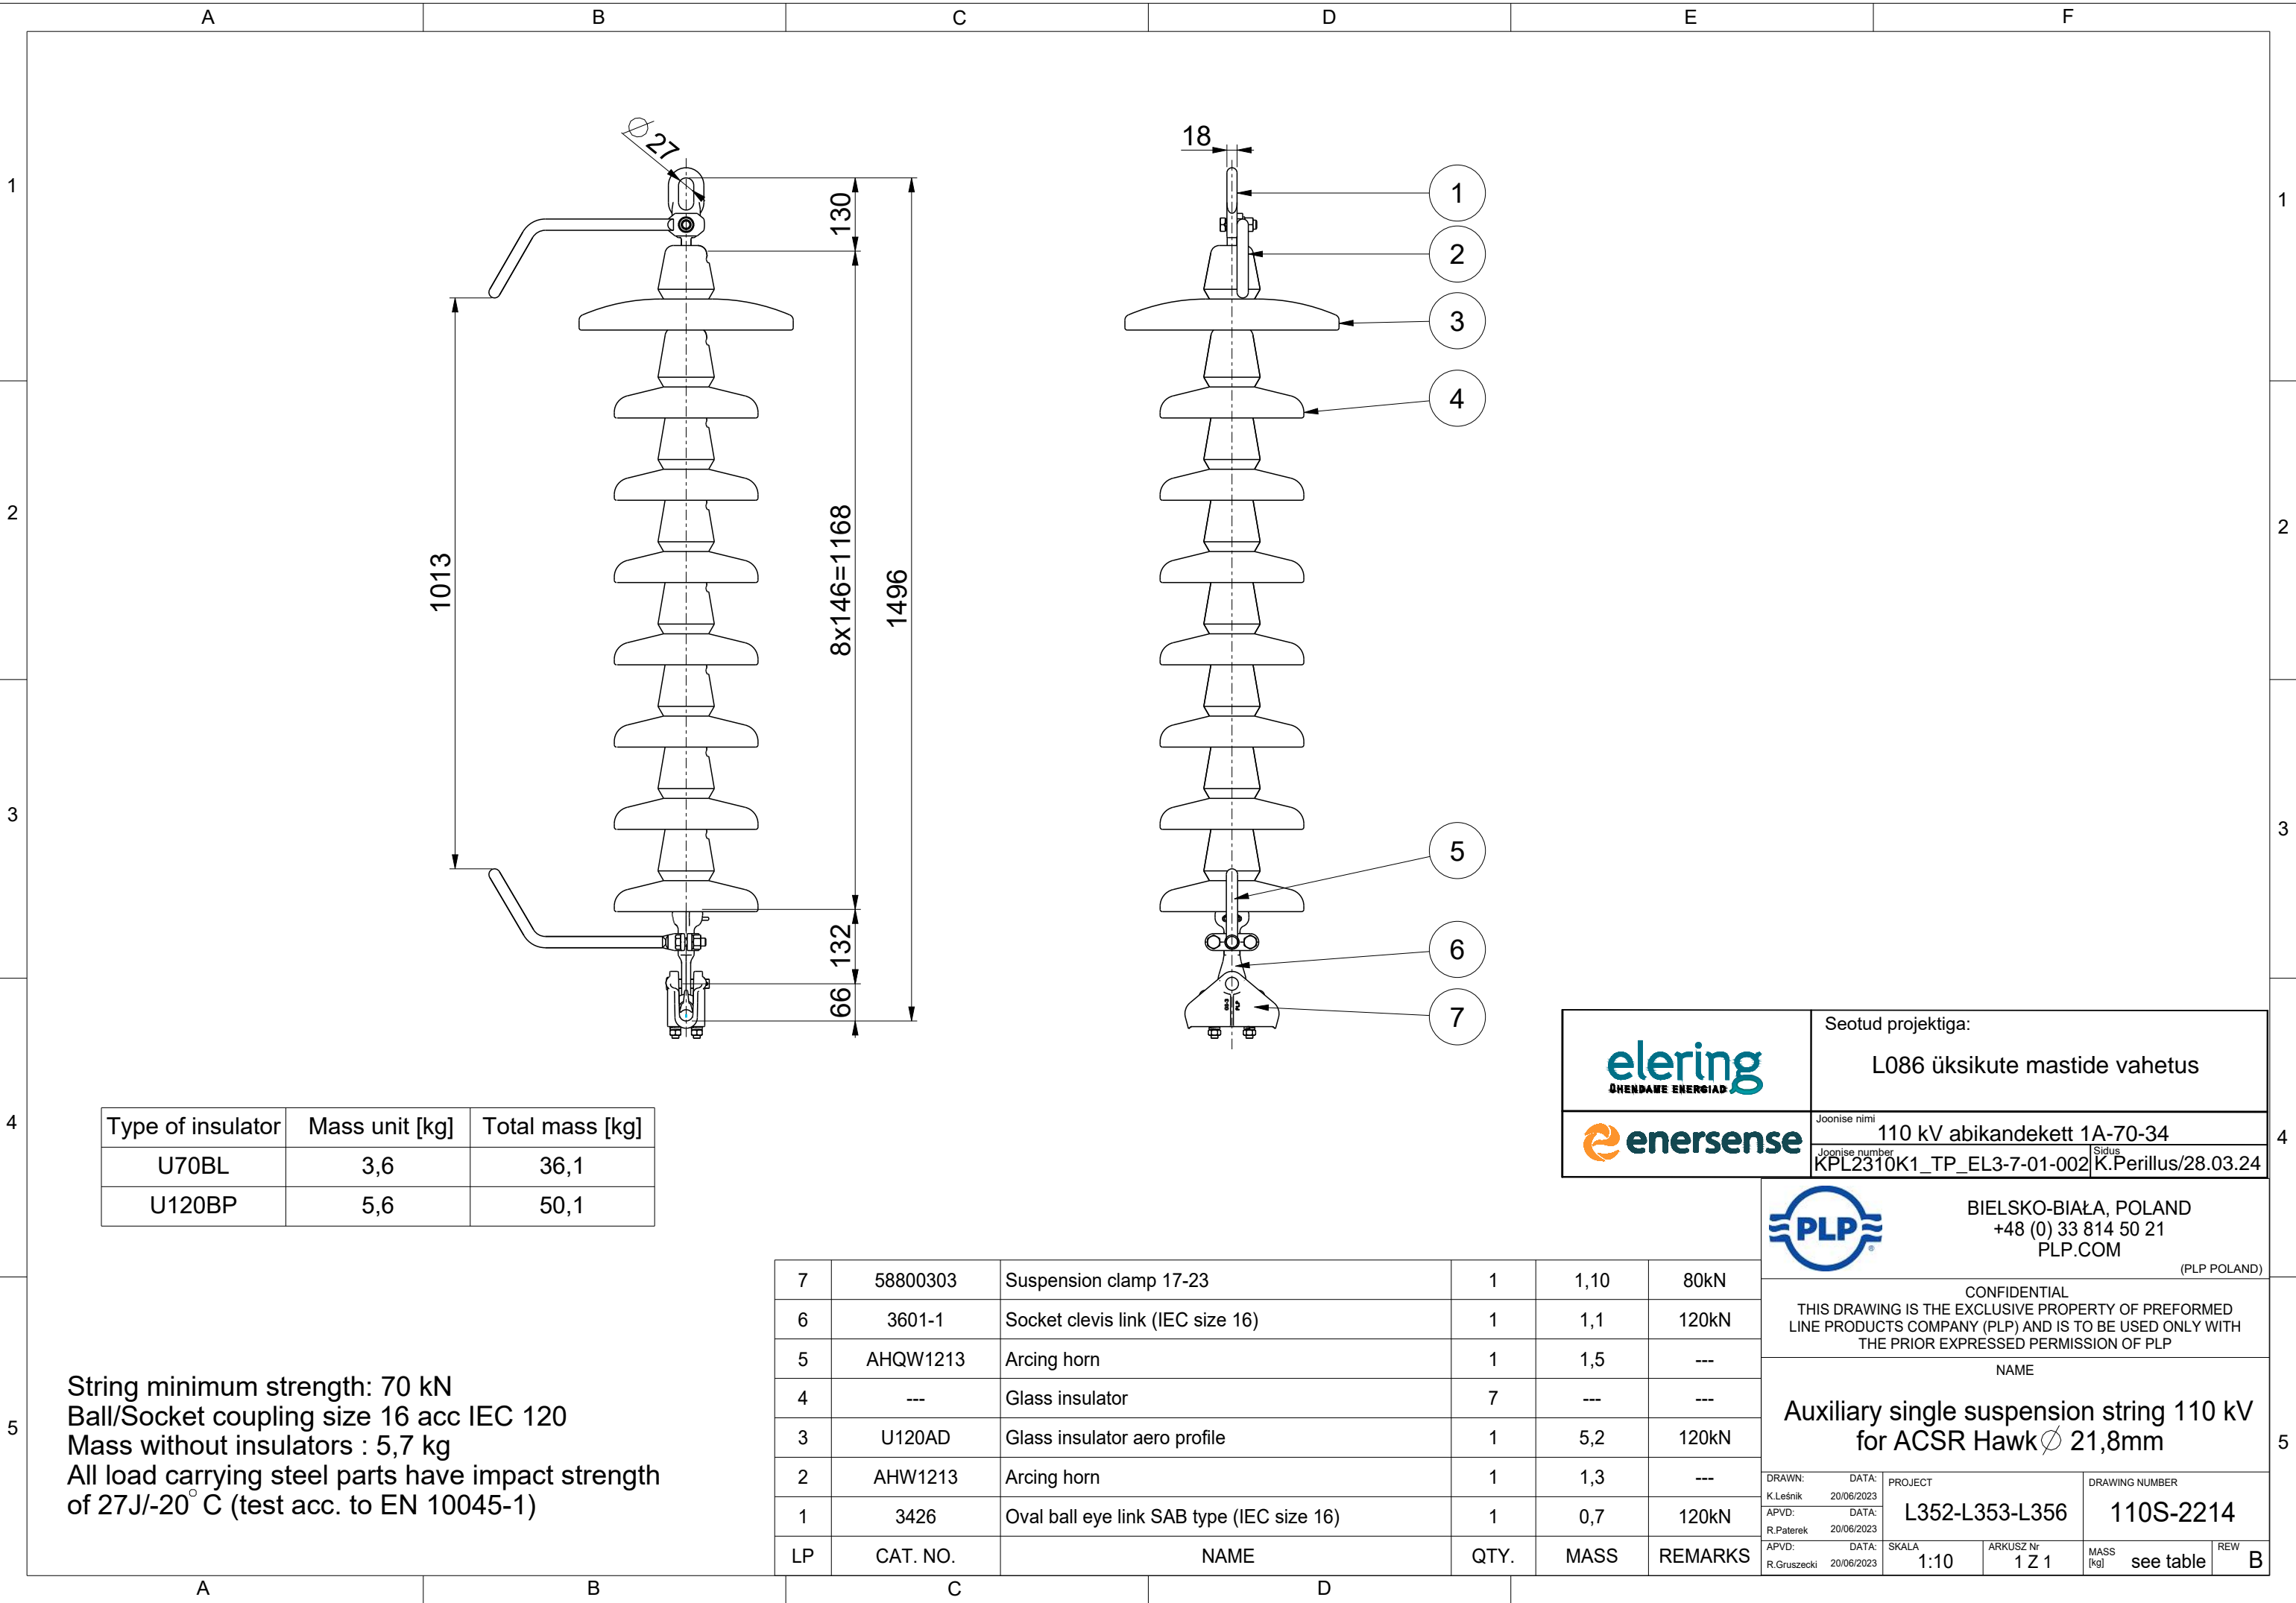 A B C D E F
1
2
3
4
5
1
2
3
4
5
A B C D
⌀ 27
130
1013
8x146=1168
1496
132
66
18
1
2
3
4
5
6
7
Type of insulator Mass unit [kg] Total mass [kg]
U70BL 3,6 36,1
U120BP 5,6 50,1
String minimum strength: 70 kN
Ball/Socket coupling size 16 acc IEC 120
Mass without insulators : 5,7 kg
All load carrying steel parts have impact strength
of 27J/-20° C (test acc. to EN 10045-1)
7 58800303 Suspension clamp 17-23 1 1,10 80kN
6 3601-1 Socket clevis link (IEC size 16) 1 1,1 120kN
5 AHQW1213 Arcing horn 1 1,5 ---
4 --- Glass insulator 7 --- ---
3 U120AD Glass insulator aero profile 1 5,2 120kN
2 AHW1213 Arcing horn 1 1,3 ---
1 3426 Oval ball eye link SAB type (IEC size 16) 1 0,7 120kN
LP CAT. NO. NAME QTY. MASS REMARKS
elering
ÜHENDAME ENERGIAD
Seotud projektiga:
L086 üksikute mastide vahetus
enersense
Joonise nimi
110 kV abikandekett 1A-70-34
Joonise number
KPL2310K1_TP_EL3-7-01-002
Sidus
K.Perillus/28.03.24
PLP
®
BIELSKO-BIAŁA, POLAND
+48 (0) 33 814 50 21
PLP.COM
(PLP POLAND)
CONFIDENTIAL
THIS DRAWING IS THE EXCLUSIVE PROPERTY OF PREFORMED
LINE PRODUCTS COMPANY (PLP) AND IS TO BE USED ONLY WITH
THE PRIOR EXPRESSED PERMISSION OF PLP
NAME
Auxiliary single suspension string 110 kV
for ACSR Hawk⌀ 21,8mm
DRAWN: DATA:
K.Leśnik 20/06/2023
APVD: DATA:
R.Paterek 20/06/2023
APVD: DATA:
R.Gruszecki 20/06/2023
PROJECT
L352-L353-L356
DRAWING NUMBER
110S-2214
SKALA
1:10
ARKUSZ Nr
1 Z 1
MASS
[kg] see table
REW
B